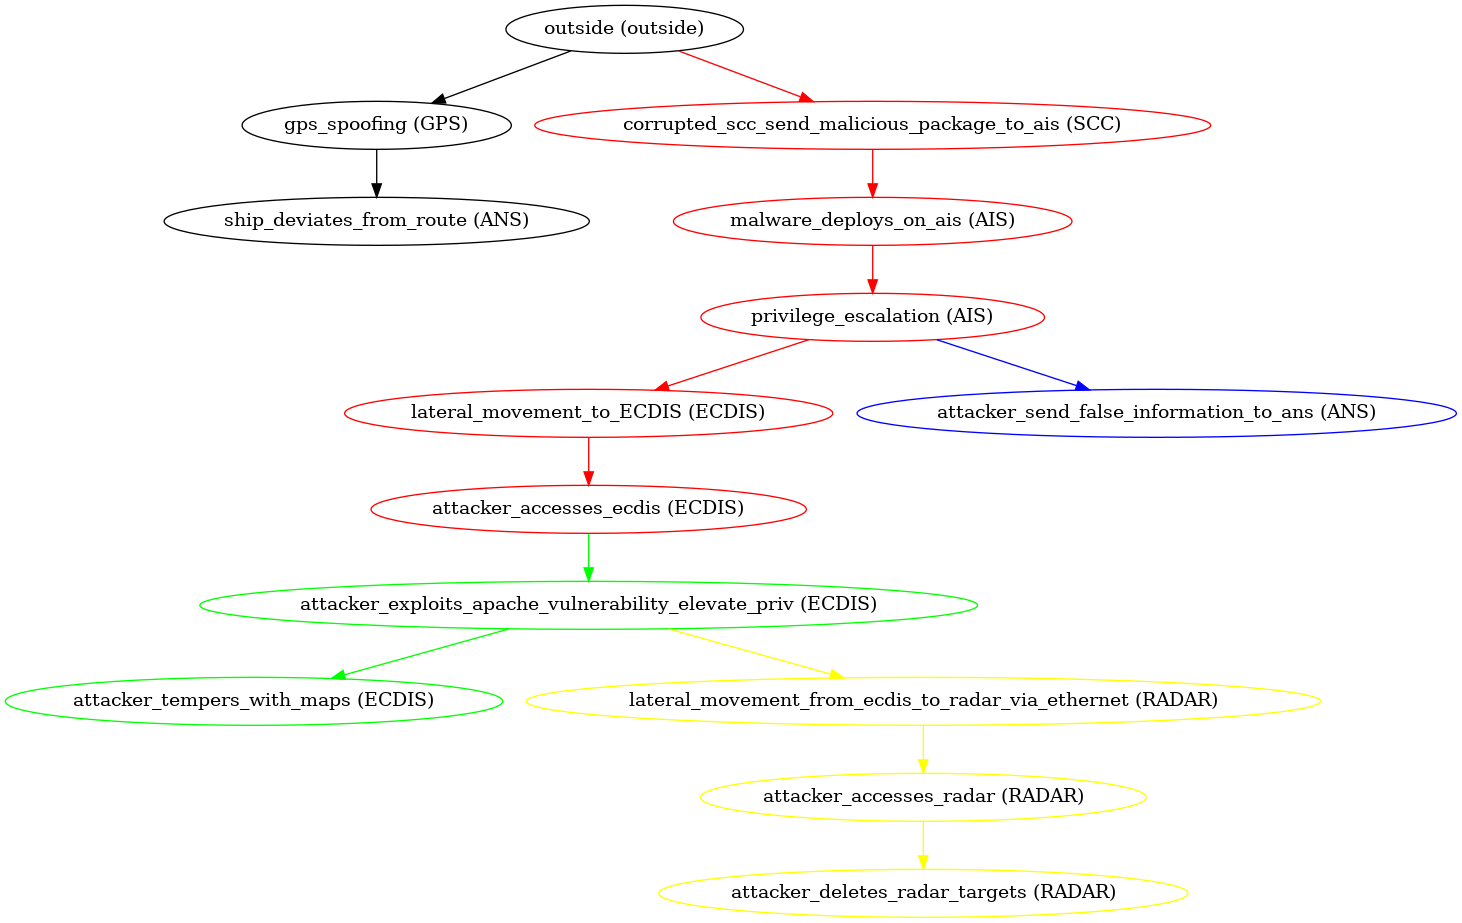 outside (outside)
gps_spoofing (GPS)
corrupted_scc_send_malicious_package_to_ais (SCC)
ship_deviates_from_route (ANS)
malware_deploys_on_ais (AIS)
privilege_escalation (AIS)
lateral_movement_to_ECDIS (ECDIS)
attacker_send_false_information_to_ans (ANS)
attacker_accesses_ecdis (ECDIS)
attacker_exploits_apache_vulnerability_elevate_priv (ECDIS)
attacker_tempers_with_maps (ECDIS)
lateral_movement_from_ecdis_to_radar_via_ethernet (RADAR)
attacker_accesses_radar (RADAR)
attacker_deletes_radar_targets (RADAR)